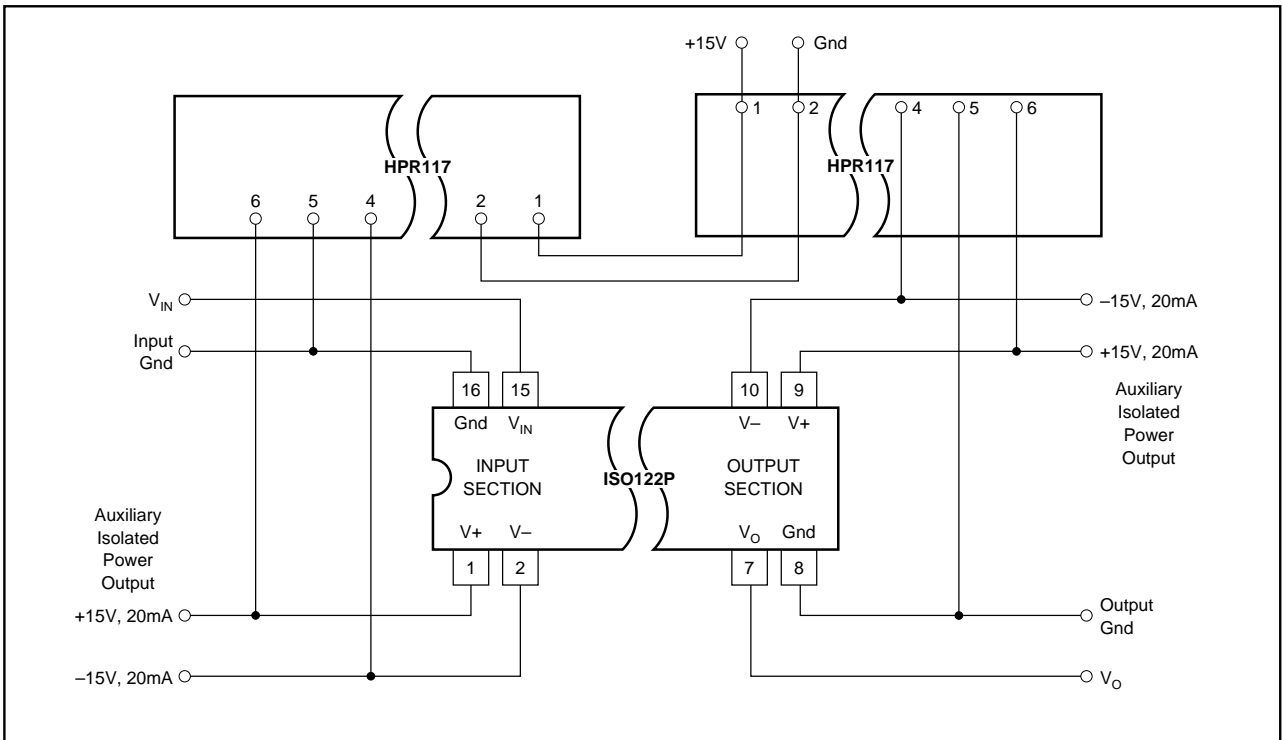 +15V Gnd
1 2 4 5 6
HPR117 HPR117
6 5 4 2 1
V_IN
–15V, 20mA
Input
Gnd
+15V, 20mA
16 15 10 9
Gnd V_IN V– V+
Auxiliary
Isolated
Power
Output
INPUT
SECTION
ISO122P
OUTPUT
SECTION
V+ V– V_O Gnd
Auxiliary
Isolated
Power
Output
1 2 7 8
+15V, 20mA
Output
Gnd
–15V, 20mA
V_O